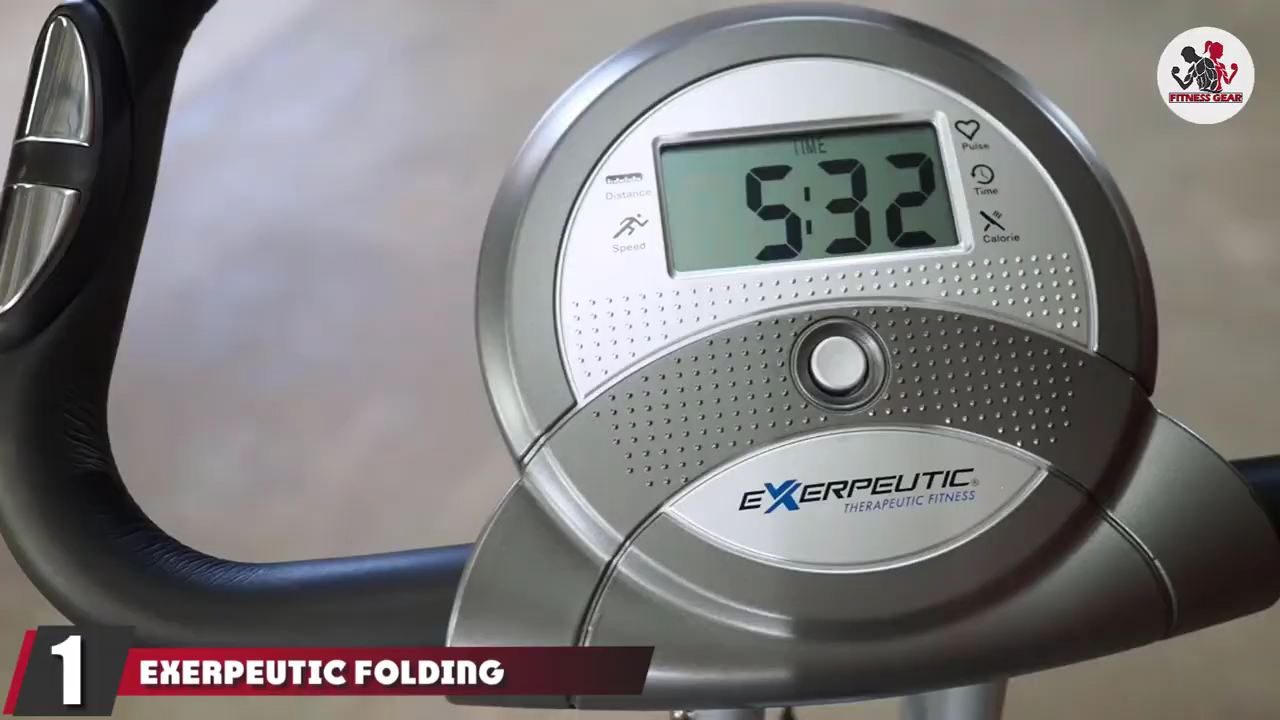 FITNESS GEAR
TIME
5:32
Pulse
Distance
Time
Speed
Calorie
EXERPEUTIC®
THERAPEUTIC FITNESS
1
EXERPEUTIC FOLDING